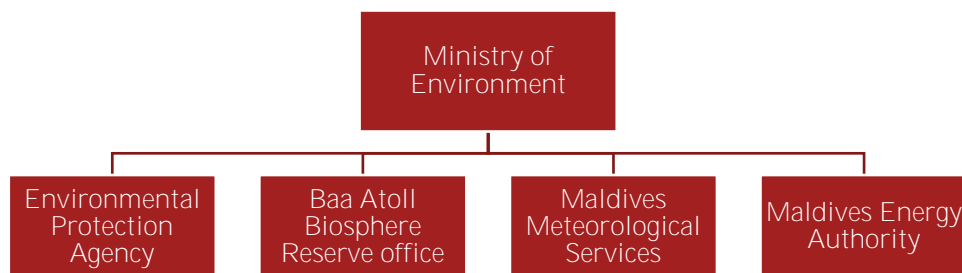 Ministry of
Environment
Environmental
Protection
Agency
Baa Atoll
Biosphere
Reserve office
Maldives
Meteorological
Services
Maldives Energy
Authority